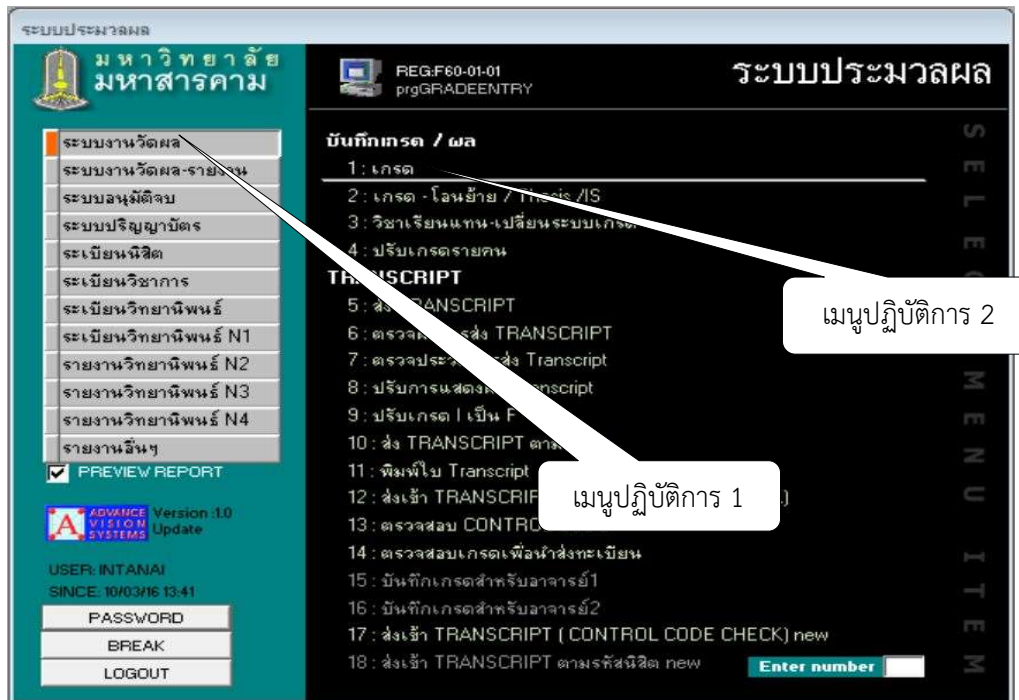 ระบบประมวลผล
มหาวิทยาลัย
มหาสารคาม
REG:F60-01-01
prgGRADEENTRY
ระบบประมวลผล
ระบบงานวัดผล
ระบบงานวัดผล-รายงาน
ระบบอนุมัติจบ
ระบบปริญญาบัตร
ระเบียนนิสิต
ระเบียนวิชาการ
ระเบียนวิทยานิพนธ์
ระเบียนวิทยานิพนธ์ N1
รายงานวิทยานิพนธ์ N2
รายงานวิทยานิพนธ์ N3
รายงานวิทยานิพนธ์ N4
รายงานอื่นๆ
PREVIEW REPORT
ADVANCE
VISION
SYSTEMS
Version :1.0
Update
USER: INTANAI
SINCE: 10/03/16 13:41
PASSWORD
BREAK
LOGOUT
บันทึกเกรด / ผล
1 : เกรด
2 : เกรด - โอนย้าย / Thesis /IS
3 : วิชาเรียนแทน-เปลี่ยนระบบเกรด
4 : ปรับเกรดรายคน
TRANSCRIPT
5 : ส่ง TRANSCRIPT
6 : ตรวจ ส่ง TRANSCRIPT
7 : ตรวจประ ส่ง Transcript
8 : ปรับการแสดง Transcript
9 : ปรับเกรด I เป็น F
10 : ส่ง TRANSCRIPT ตาม
11 : พิมพ์ใบ Transcript
12 : ส่งเข้า TRANSCRIP
13 : ตรวจสอบ CONTRO
14 : ตรวจสอบเกรดเพื่อนำส่งทะเบียน
15 : บันทึกเกรดสำหรับอาจารย์1
16 : บันทึกเกรดสำหรับอาจารย์2
17 : ส่งเข้า TRANSCRIPT ( CONTROL CODE CHECK) new
18 : ส่งเข้า TRANSCRIPT ตามรหัสนิสิต new
Enter number
เมนูปฏิบัติการ 2
เมนูปฏิบัติการ 1